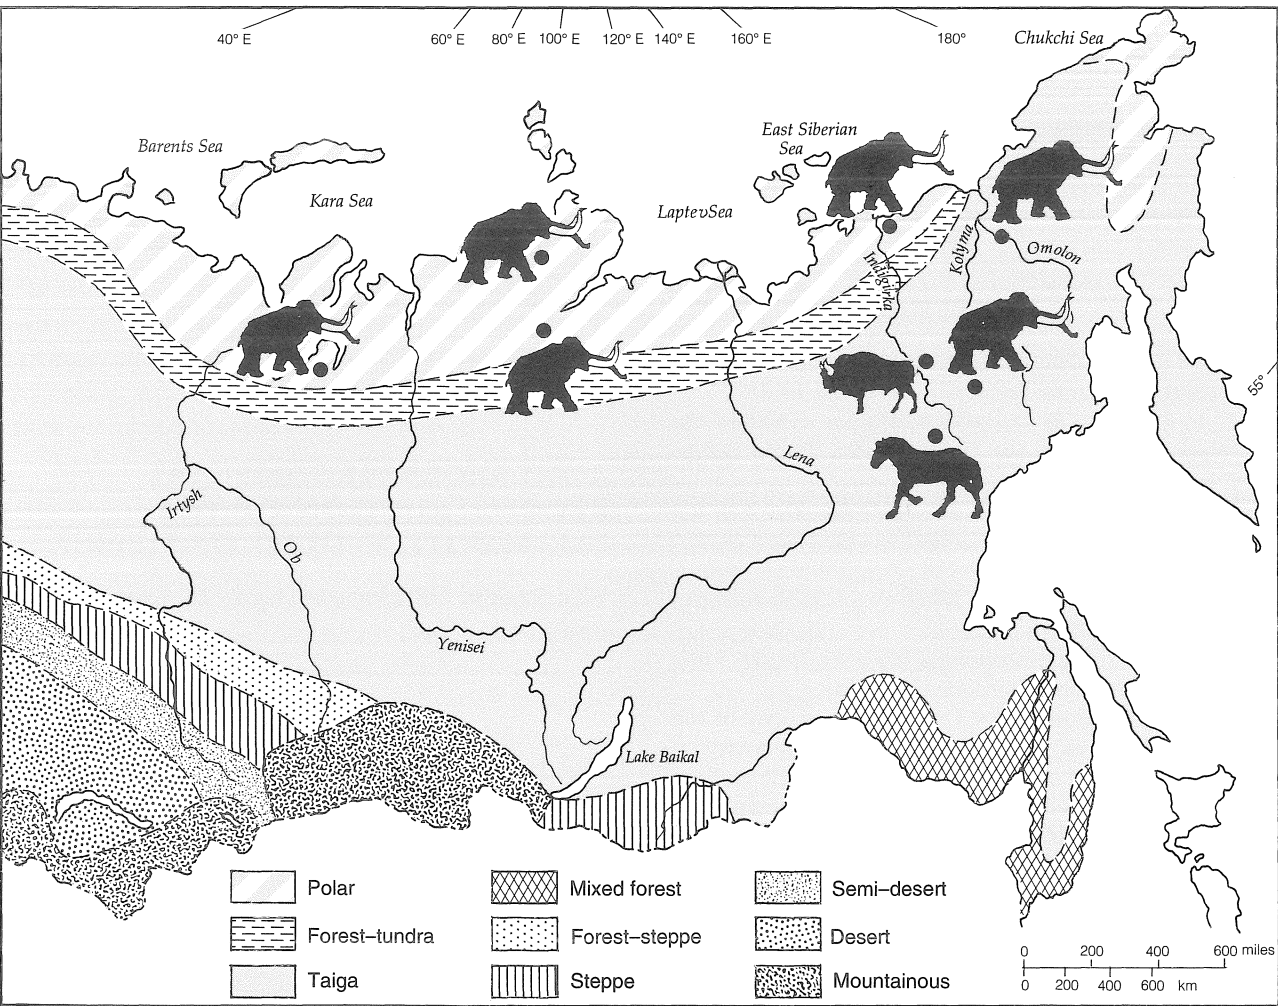 40° E 60° E 80° E 100° E 120° E 140° E 160° E 180° Chukchi Sea
Barents Sea
East Siberian
Sea
Kara Sea
Laptev Sea
Kolyma
Omolon
Indigirka
55°
Lena
Irtysh
Ob
Yenisei
Lake Baikal
Polar
Mixed forest
Semi–desert
Forest–tundra
Forest–steppe
Desert
Taiga
Steppe
Mountainous
0 200 400 600 miles
0 200 400 600 km